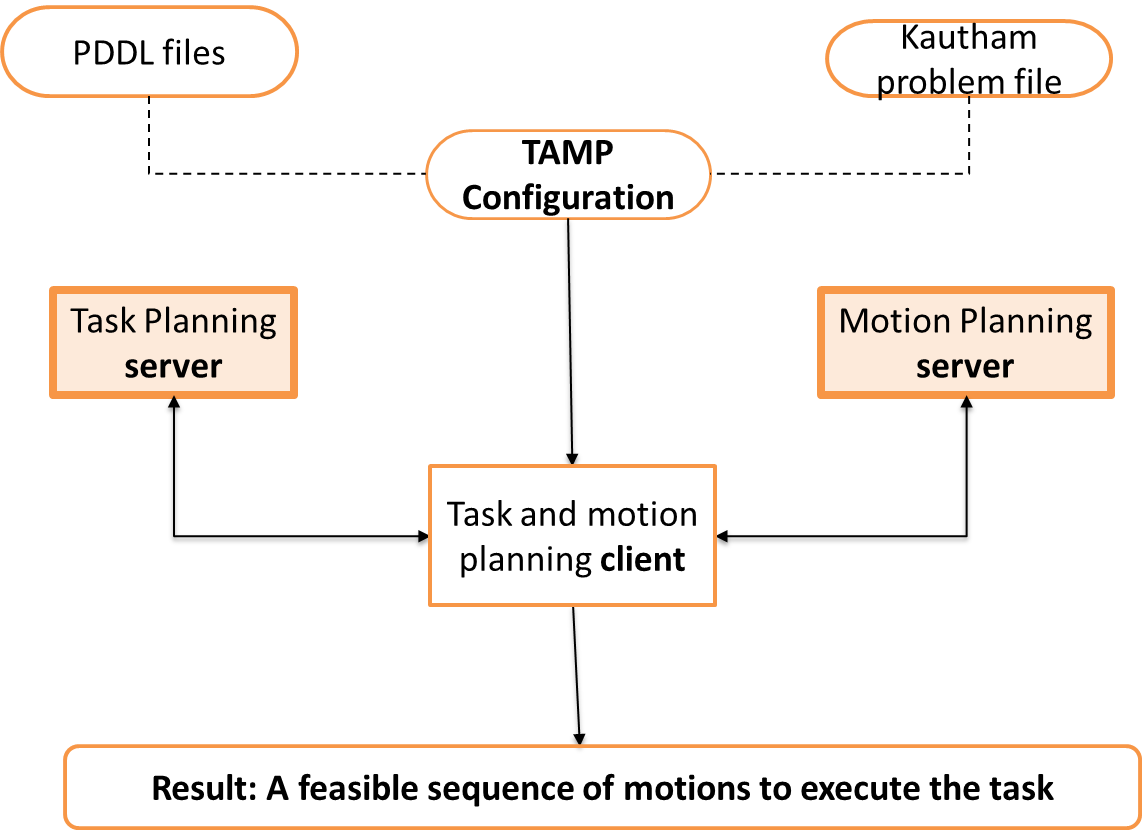 PDDL files
Kautham
problem file
TAMP
Configuration
Task Planning
server
Motion Planning
server
Task and motion
planning client
Result: A feasible sequence of motions to execute the task